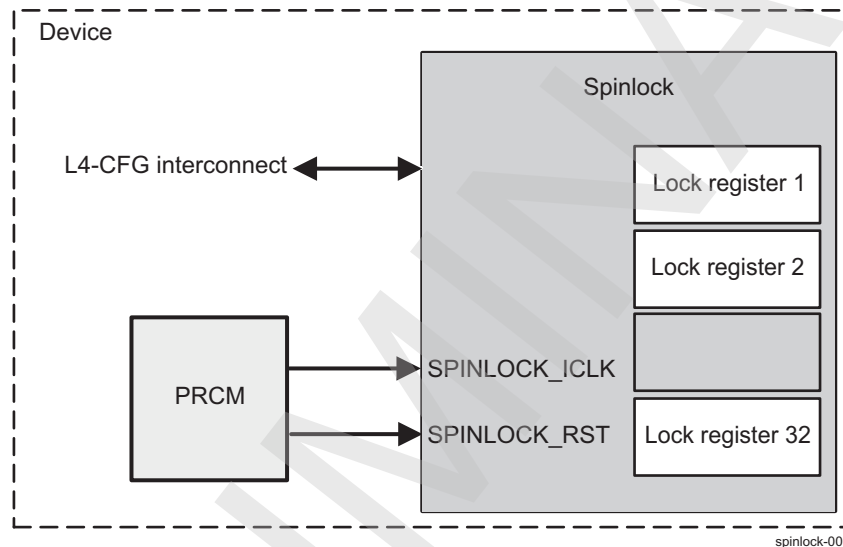 Device
Spinlock
L4-CFG interconnect
Lock register 1
Lock register 2
SPINLOCK_ICLK
PRCM
SPINLOCK_RST
Lock register 32
spinlock-00